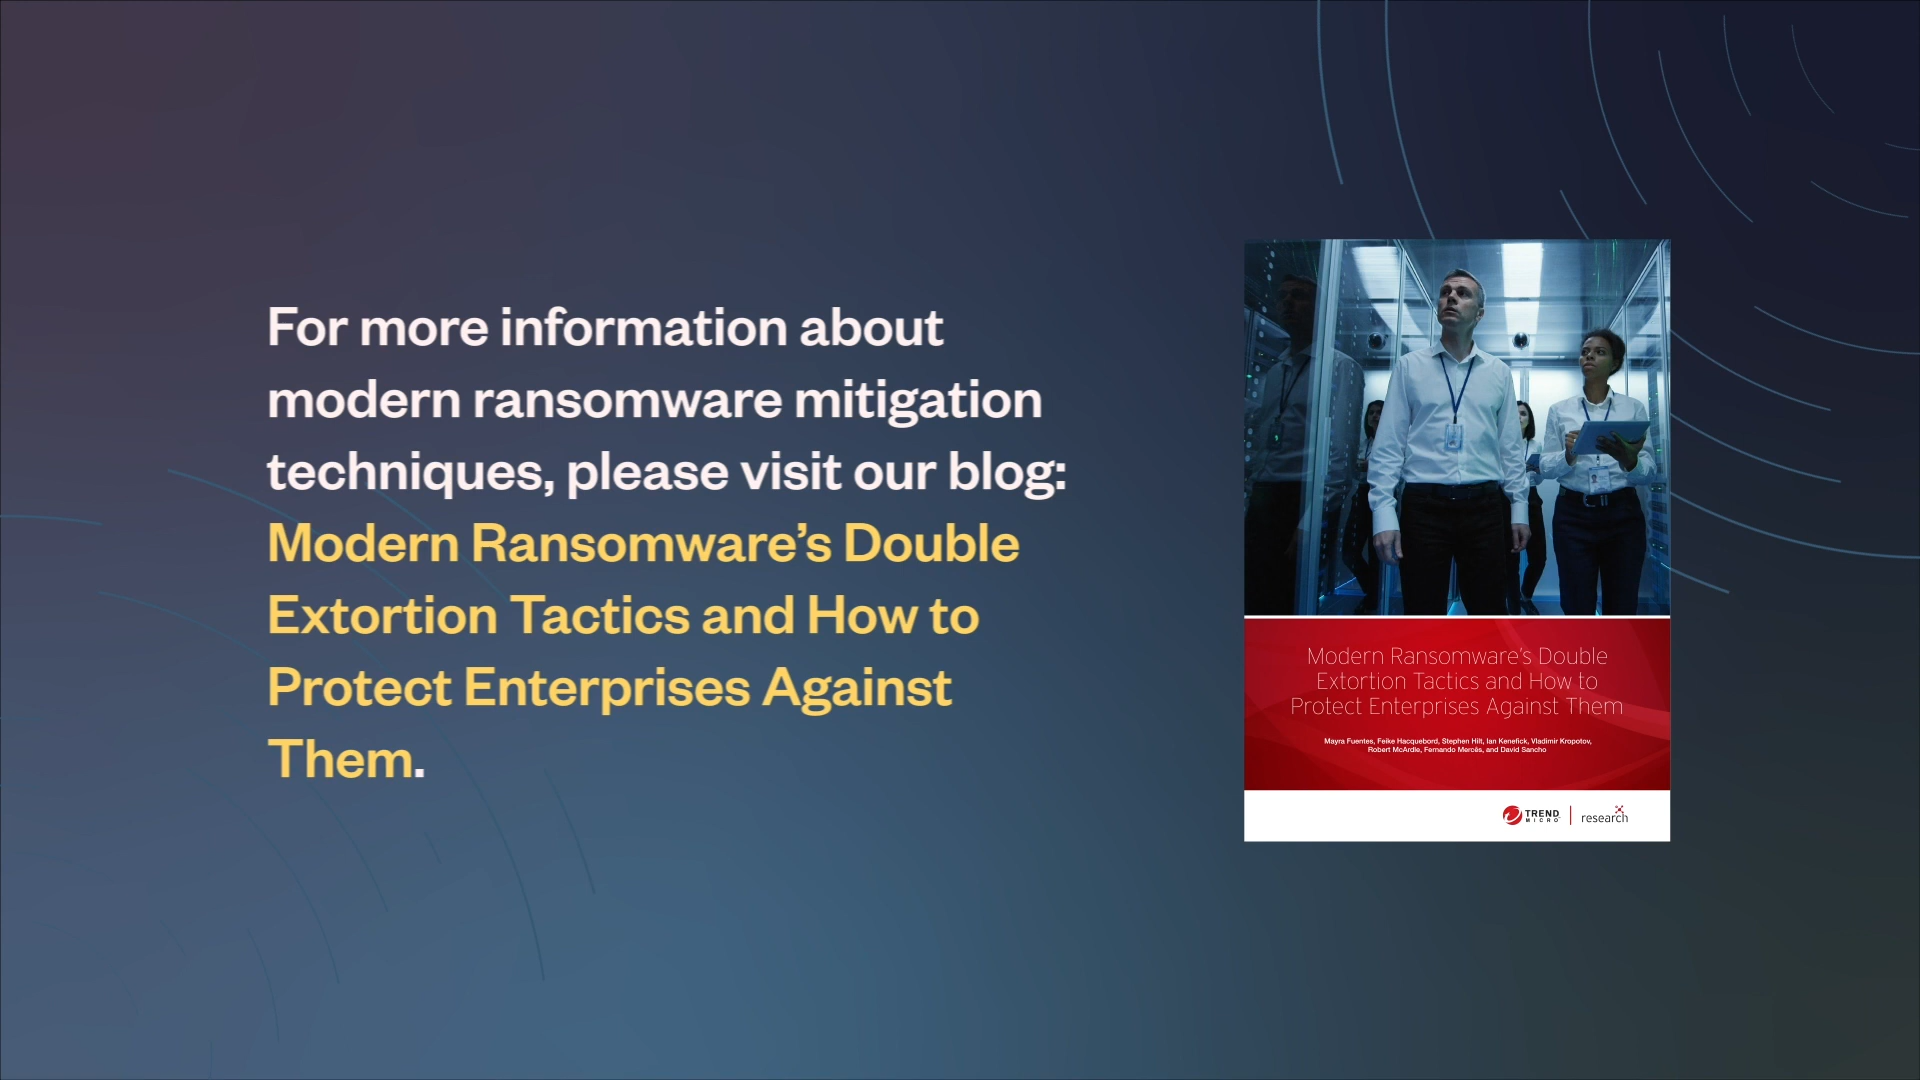 For more information about
modern ransomware mitigation
techniques, please visit our blog:
Modern Ransomware’s Double
Extortion Tactics and How to
Protect Enterprises Against
Them.
Modern Ransomware’s Double
Extortion Tactics and How to
Protect Enterprises Against Them
Mayra Fuentes, Feike Hacquebord, Stephen Hilt, Ian Kenefick, Vladimir Kropotov,
Robert McArdle, Fernando Mercês, and David Sancho
TREND
MICRO
research